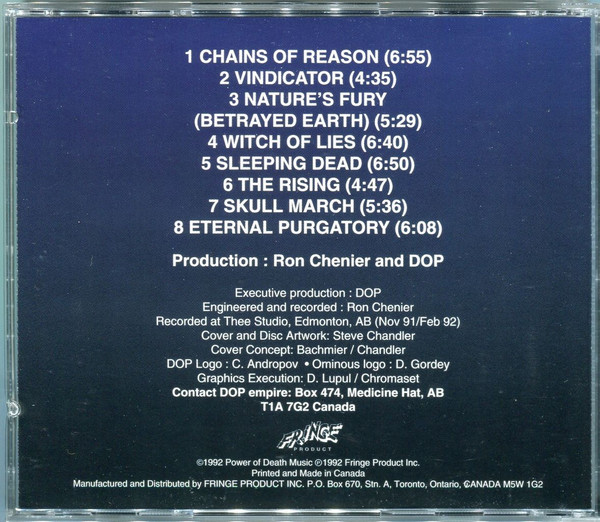 1 CHAINS OF REASON (6:55)
2 VINDICATOR (4:35)
3 NATURE'S FURY
(BETRAYED EARTH) (5:29)
4 WITCH OF LIES (6:40)
5 SLEEPING DEAD (6:50)
6 THE RISING (4:47)
7 SKULL MARCH (5:36)
8 ETERNAL PURGATORY (6:08)
Production : Ron Chenier and DOP
Executive production : DOP
Engineered and recorded : Ron Chenier
Recorded at Thee Studio, Edmonton, AB (Nov 91/Feb 92)
Cover and Disc Artwork: Steve Chandler
Cover Concept: Bachmier / Chandler
DOP Logo : C. Andropov • Ominous logo : D. Gordey
Graphics Execution: D. Lupul / Chromaset
Contact DOP empire: Box 474, Medicine Hat, AB
T1A 7G2 Canada
FRINGE
PRODUCT
©1992 Power of Death Music ℗1992 Fringe Product Inc.
Printed and Made in Canada
Manufactured and Distributed by FRINGE PRODUCT INC. P.O. Box 670, Stn. A, Toronto, Ontario, CANADA M5W 1G2